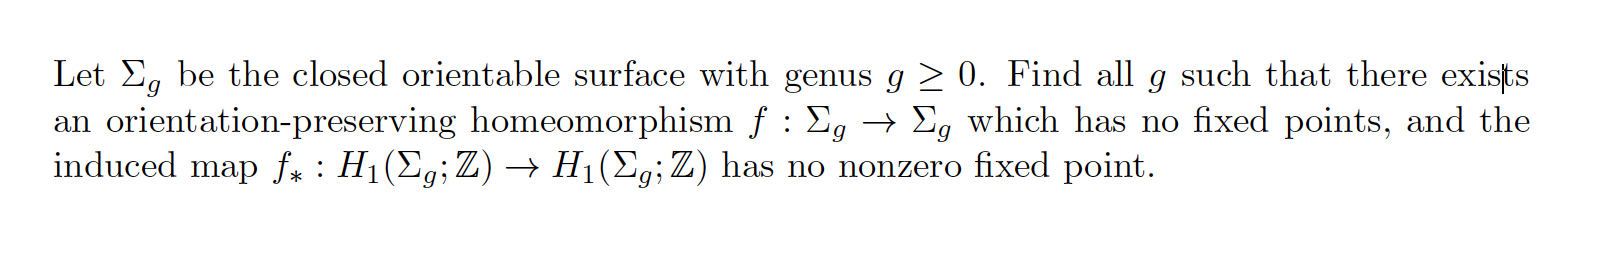 Let Σ_g be the closed orientable surface with genus g ≥ 0. Find all g such that there exists
an orientation-preserving homeomorphism f : Σ_g → Σ_g which has no fixed points, and the
induced map f_* : H_1(Σ_g; ℤ) → H_1(Σ_g; ℤ) has no nonzero fixed point.